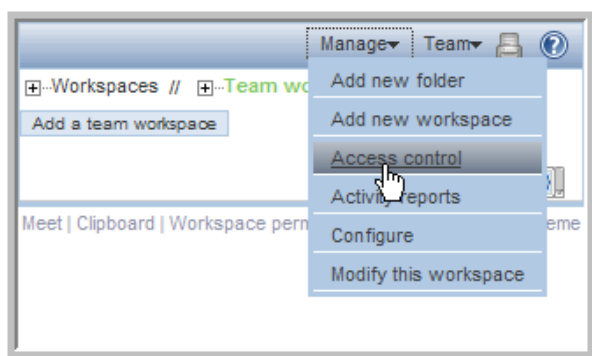 Manage Team ?
Workspaces // Team wo
Add a team workspace
Add new folder
Add new workspace
Access control
Activity reports
Configure
Modify this workspace
Meet | Clipboard | Workspace perm eme